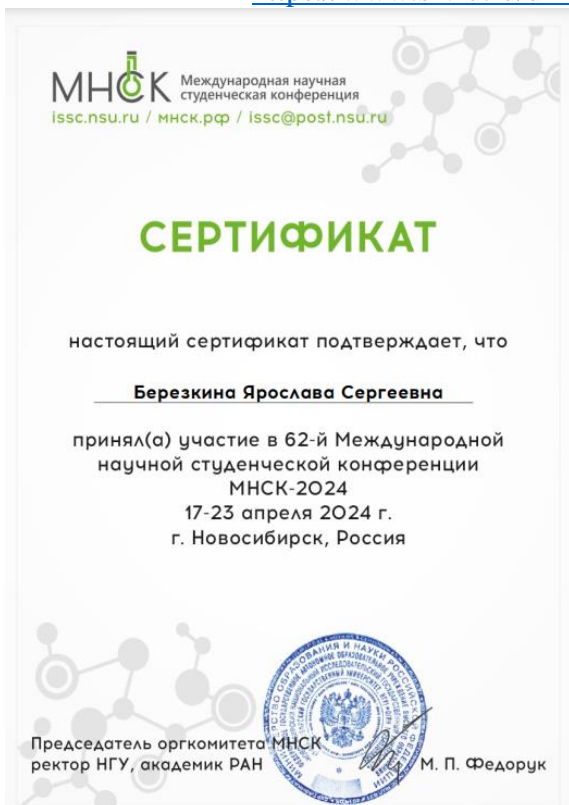 МНСК Международная научная
студенческая конференция
issc.nsu.ru / мнск.рф / issc@post.nsu.ru
СЕРТИФИКАТ
настоящий сертификат подтверждает, что
Березкина Ярослава Сергеевна
принял(а) участие в 62-й Международной
научной студенческой конференции
МНСК-2024
17-23 апреля 2024 г.
г. Новосибирск, Россия
Председатель оргкомитета МНСК
ректор НГУ, академик РАН М. П. Федорук